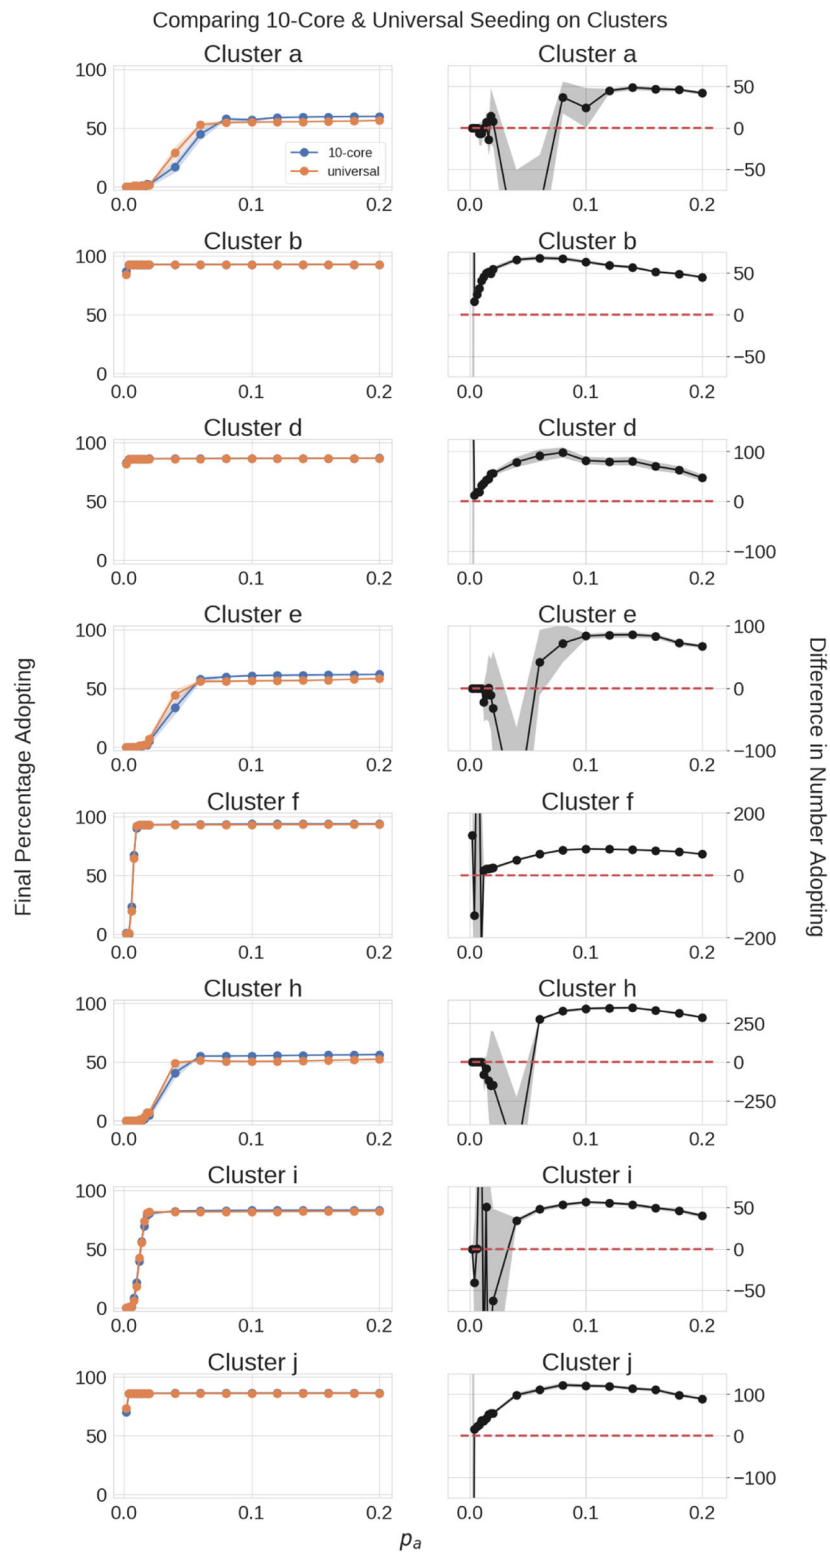 Comparing 10-Core & Universal Seeding on Clusters
Cluster a
100
50
0
0.0 0.1 0.2
10-core
universal
Cluster a
50
0
−50
0.0 0.1 0.2
Cluster b
100
50
0
0.0 0.1 0.2
Cluster b
50
0
−50
0.0 0.1 0.2
Cluster d
100
50
0
0.0 0.1 0.2
Cluster d
100
0
−100
0.0 0.1 0.2
Cluster e
100
50
0
0.0 0.1 0.2
Cluster e
100
0
−100
0.0 0.1 0.2
Cluster f
100
50
0
0.0 0.1 0.2
Cluster f
200
0
−200
0.0 0.1 0.2
Cluster h
100
50
0
0.0 0.1 0.2
Cluster h
250
0
−250
0.0 0.1 0.2
Cluster i
100
50
0
0.0 0.1 0.2
Cluster i
50
0
−50
0.0 0.1 0.2
Cluster j
100
50
0
0.0 0.1 0.2
Cluster j
100
0
−100
0.0 0.1 0.2
Final Percentage Adopting
Difference in Number Adopting
pₐ